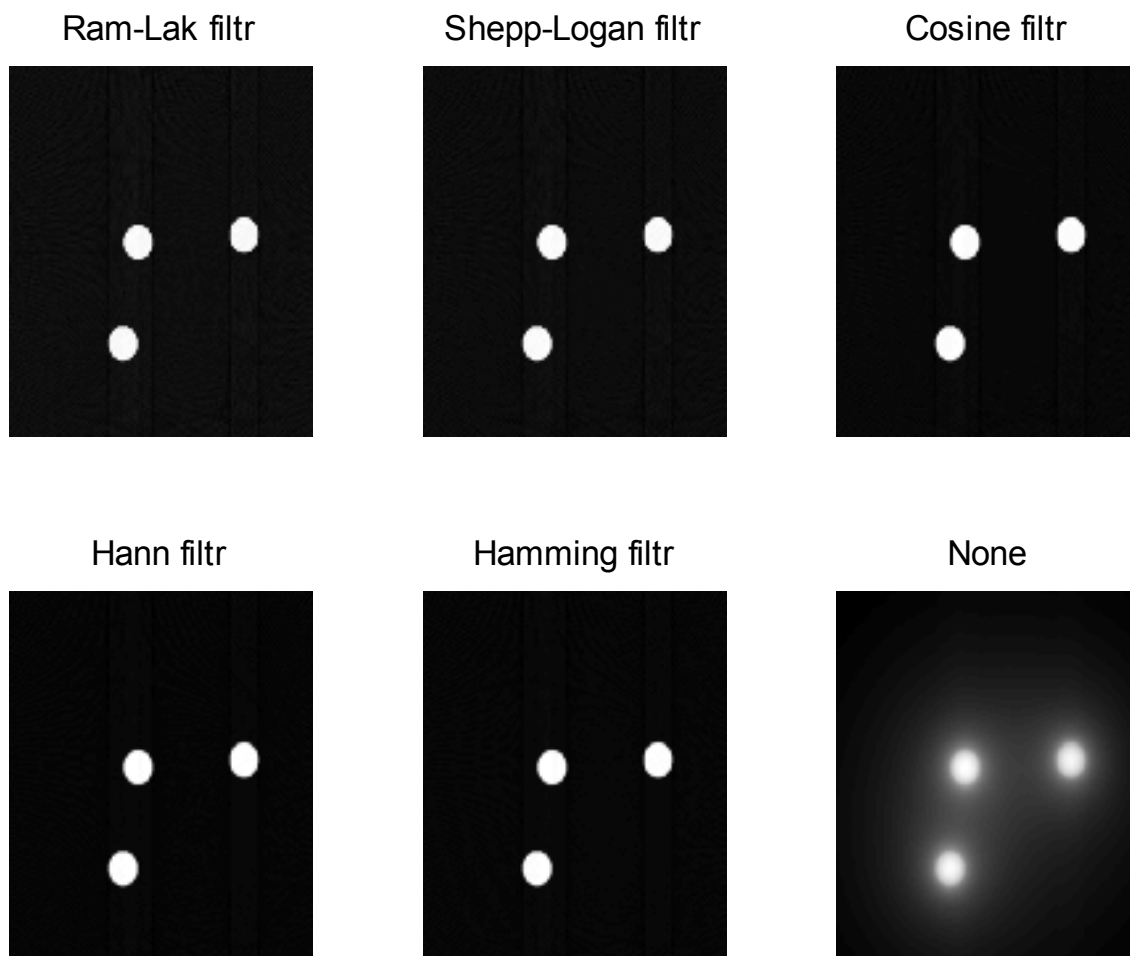 Ram-Lak filtr
Shepp-Logan filtr
Cosine filtr
Hann filtr
Hamming filtr
None